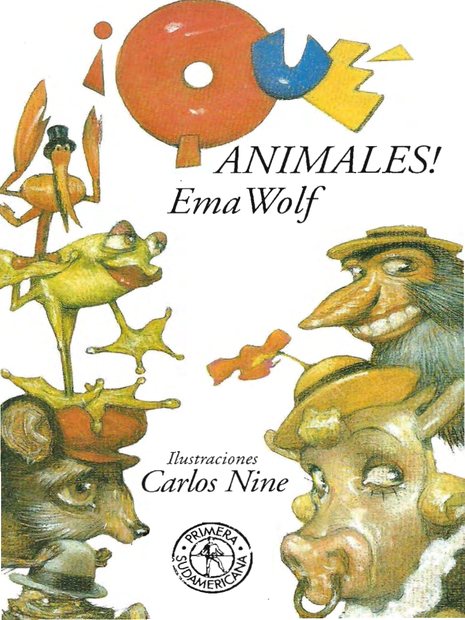 ¡QUÉ
ANIMALES!
Ema Wolf
Ilustraciones
Carlos Nine
PRIMERA
SUDAMERICANA